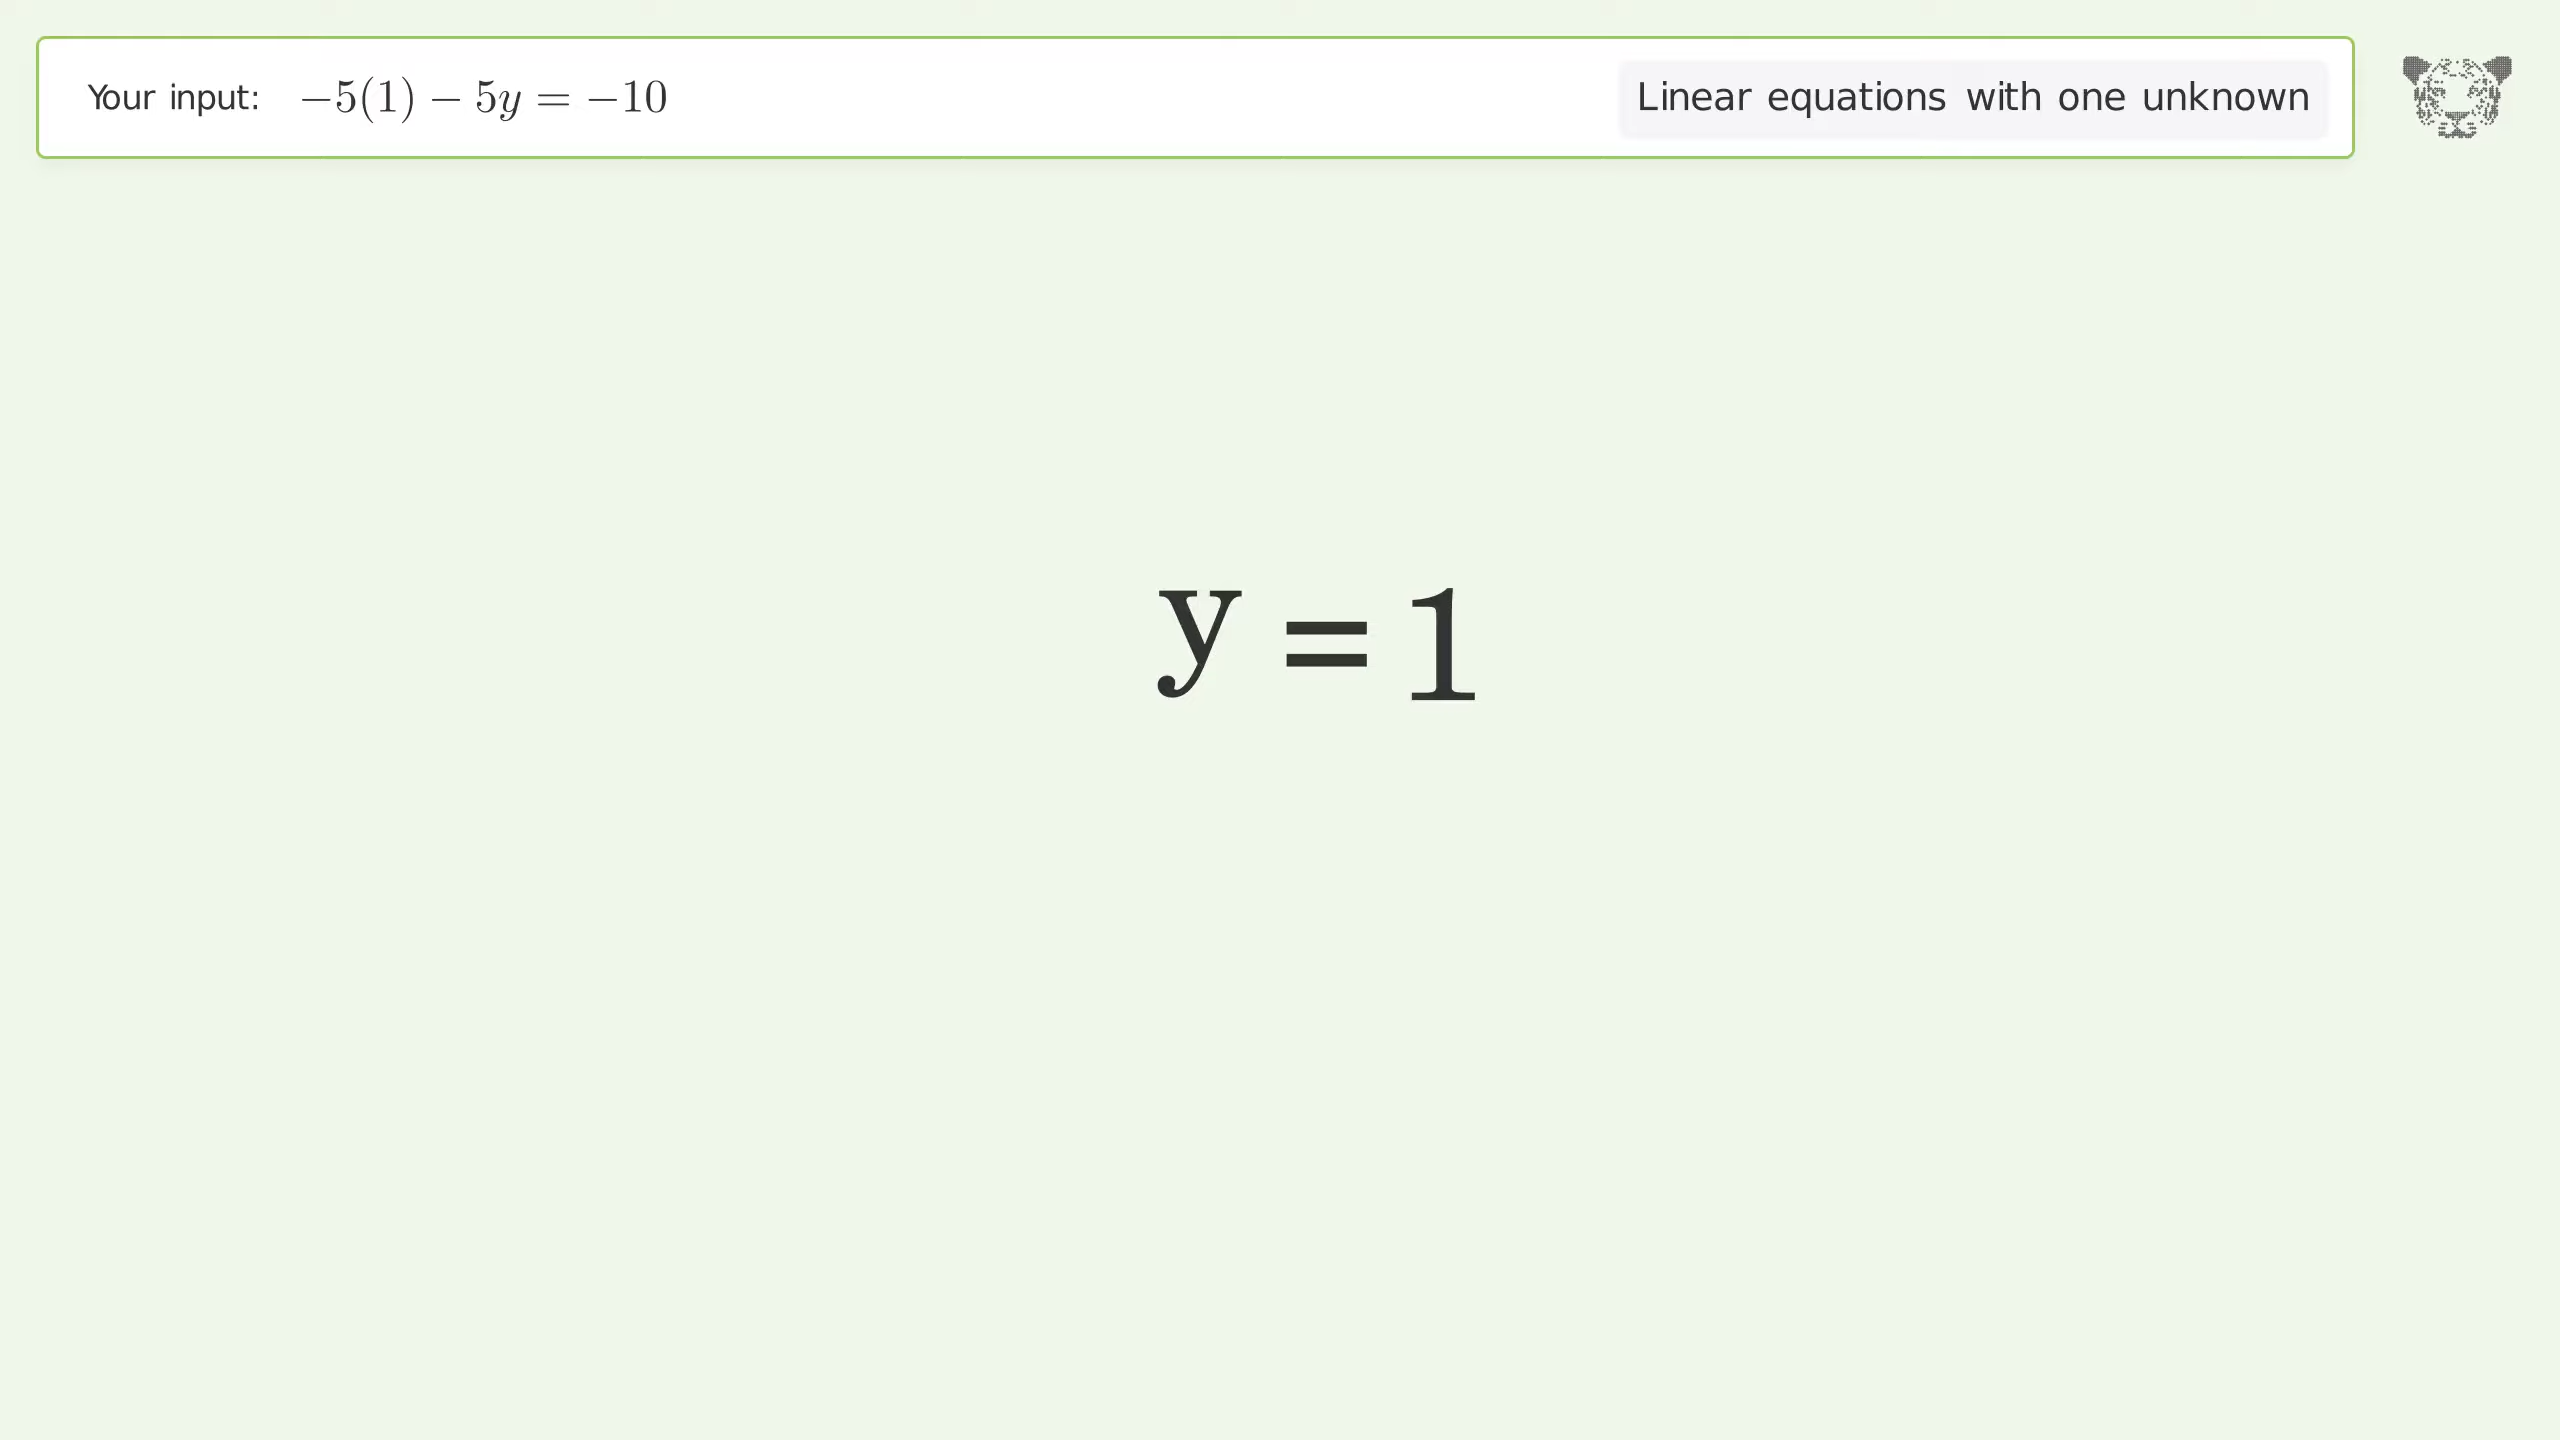 Your input: −5(1) − 5y = −10
Linear equations with one unknown
y = 1